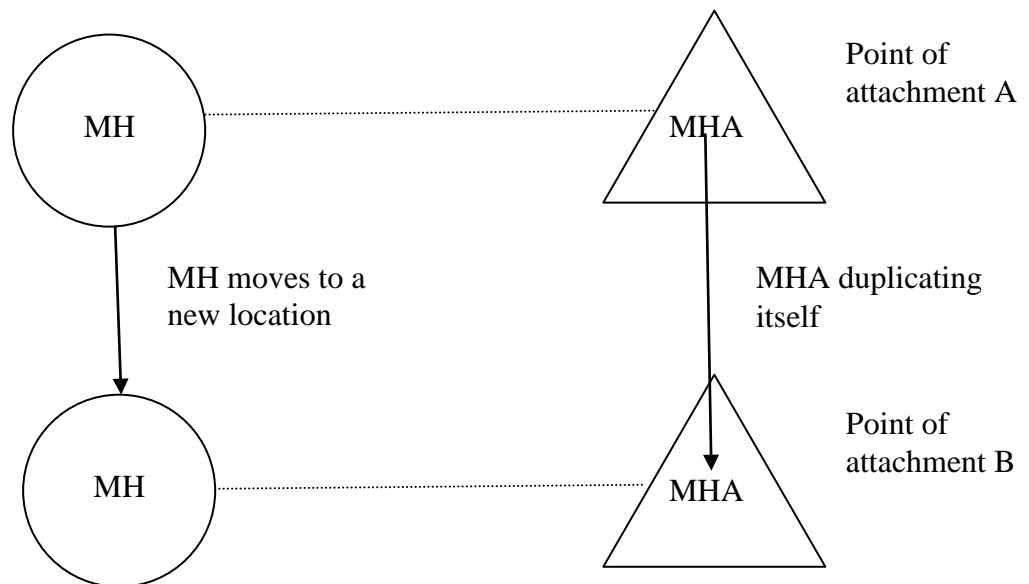 Point of
attachment A
MH
MHA
MH moves to a
new location
MHA duplicating
itself
Point of
attachment B
MH
MHA